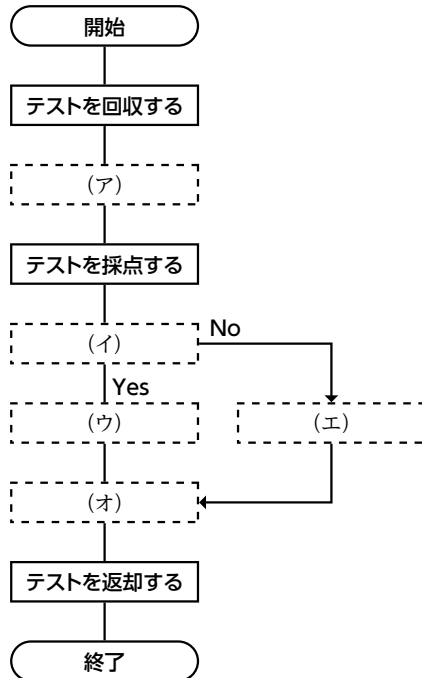 開始
テストを回収する
(ア)
テストを採点する
(イ)
No
Yes
(ウ)
(エ)
(オ)
テストを返却する
終了